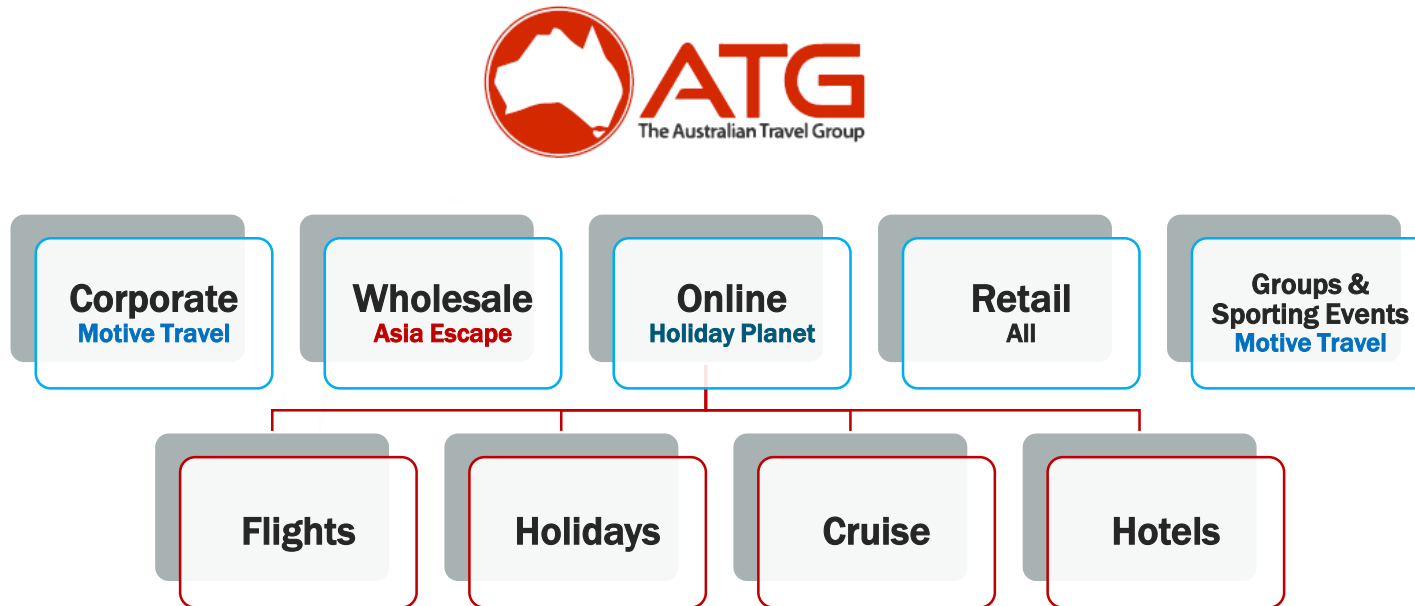 ATG
The Australian Travel Group
Corporate
Motive Travel
Wholesale
Asia Escape
Online
Holiday Planet
Retail
All
Groups &
Sporting Events
Motive Travel
Flights
Holidays
Cruise
Hotels